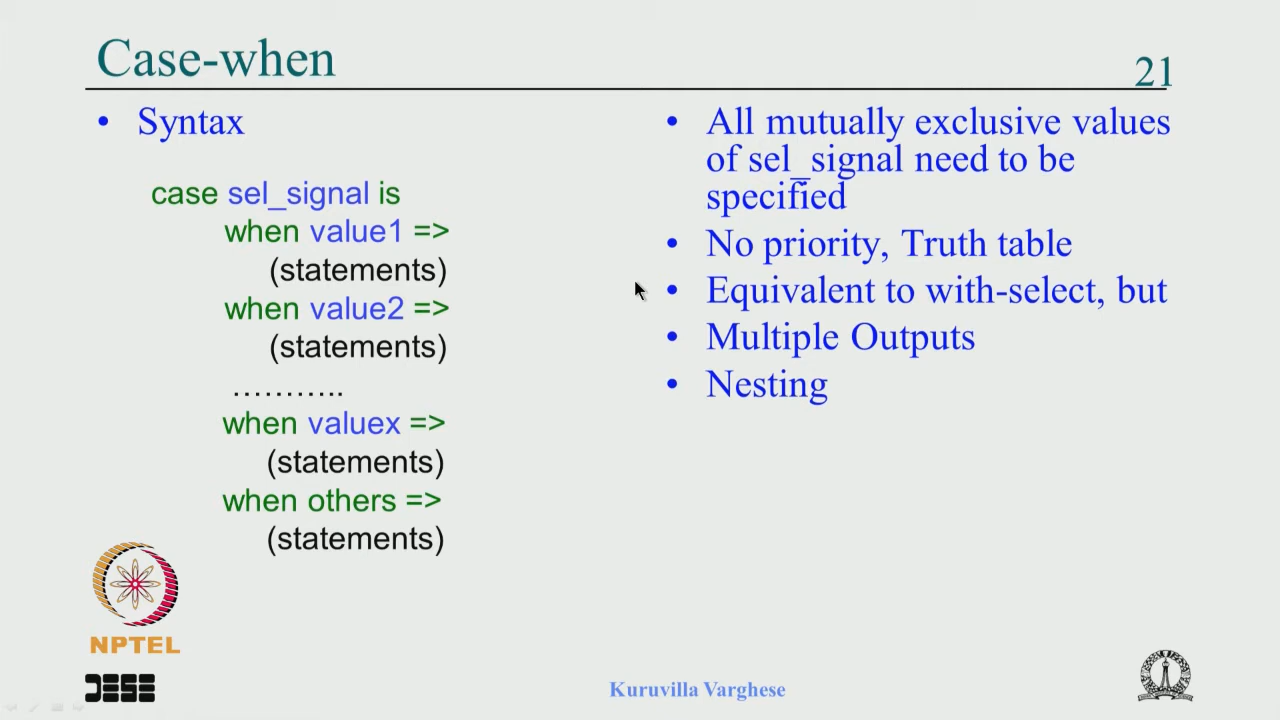 Case-when
21
• Syntax
case sel_signal is
when value1 =>
(statements)
when value2 =>
(statements)
...........
when valuex =>
(statements)
when others =>
(statements)
• All mutually exclusive values
of sel_signal need to be
specified
• No priority, Truth table
• Equivalent to with-select, but
• Multiple Outputs
• Nesting
NPTEL
DESE
Kuruvilla Varghese